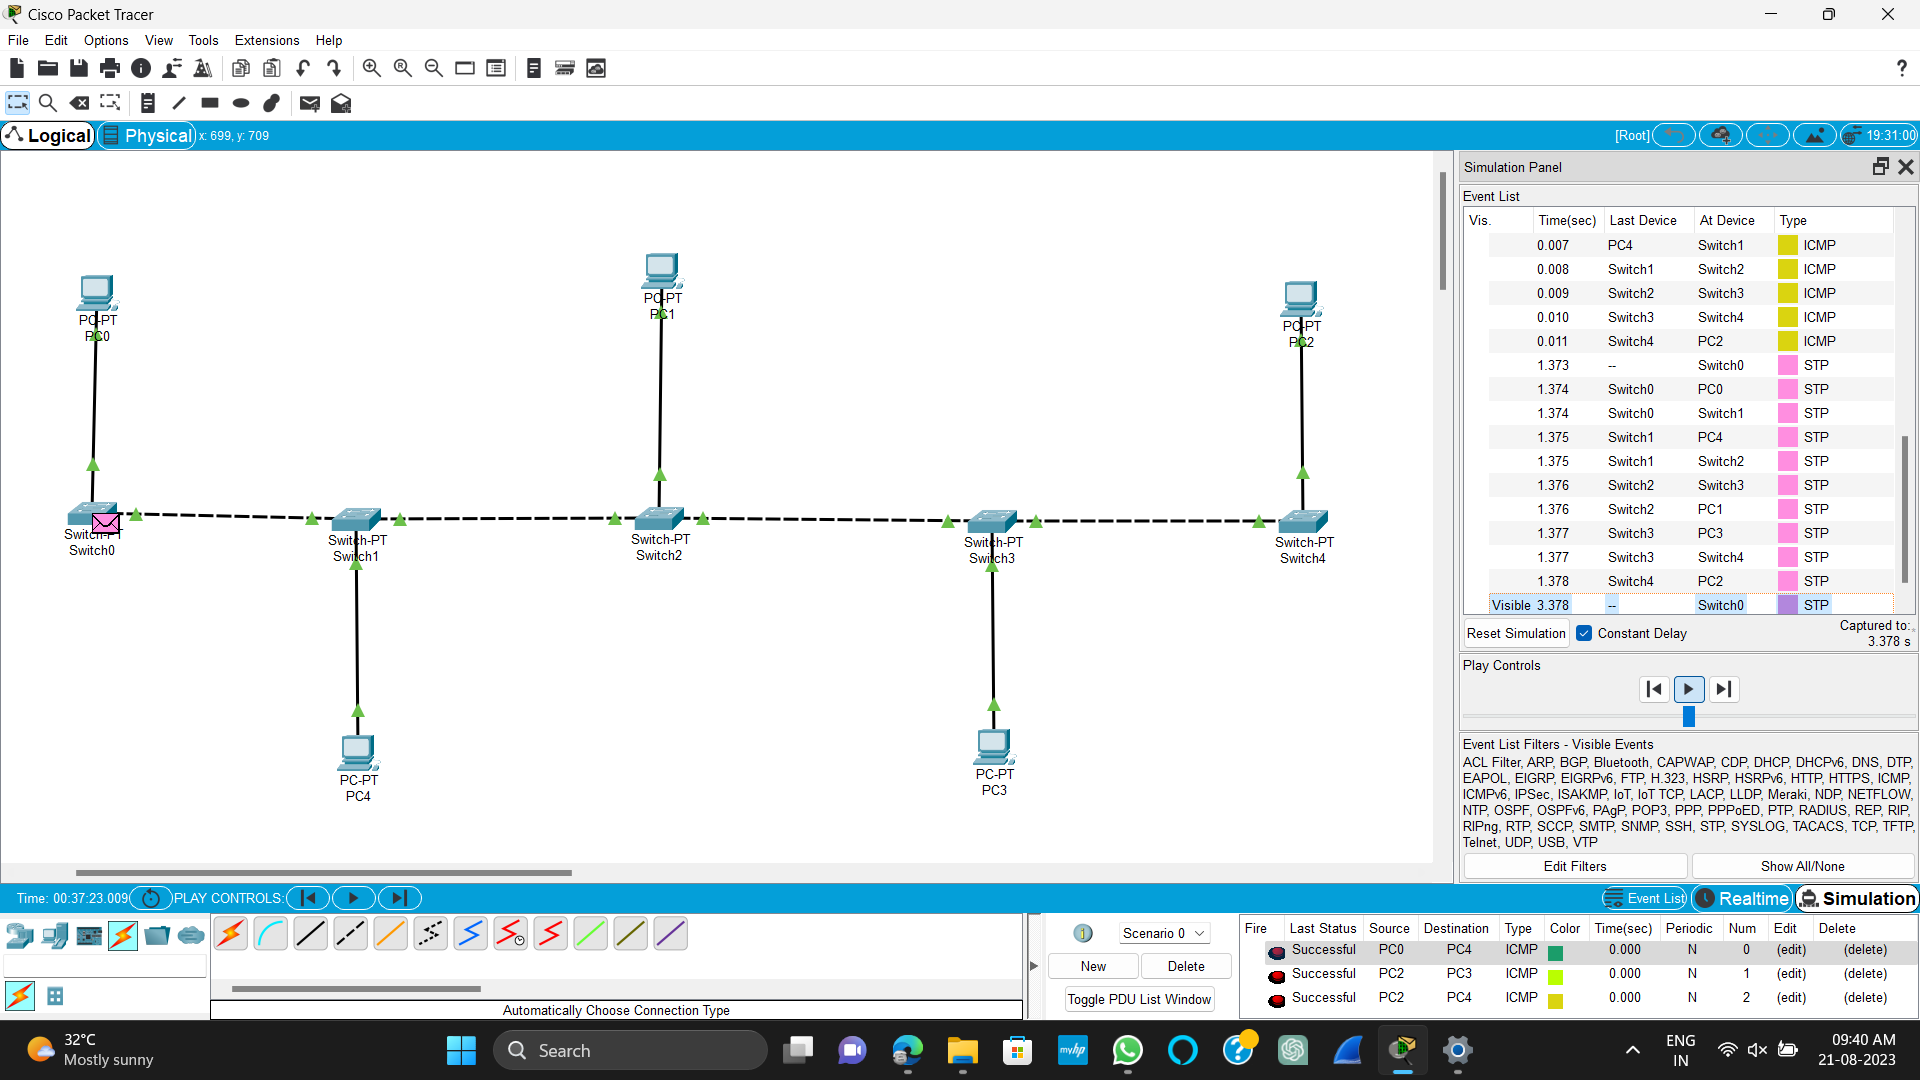 Cisco Packet Tracer
File Edit Options View Tools Extensions Help
Logical Physical x: 699, y: 709 [Root] 19:31:00
PC-PT
PC0
PC-PT
PC1
PC-PT
PC2
Switch-PT
Switch0
Switch-PT
Switch1
Switch-PT
Switch2
Switch-PT
Switch3
Switch-PT
Switch4
PC-PT
PC4
PC-PT
PC3
Simulation Panel
Event List
Vis. Time(sec) Last Device At Device Type
0.007 PC4 Switch1 ICMP
0.008 Switch1 Switch2 ICMP
0.009 Switch2 Switch3 ICMP
0.010 Switch3 Switch4 ICMP
0.011 Switch4 PC2 ICMP
1.373 -- Switch0 STP
1.374 Switch0 PC0 STP
1.374 Switch0 Switch1 STP
1.375 Switch1 PC4 STP
1.375 Switch1 Switch2 STP
1.376 Switch2 Switch3 STP
1.376 Switch2 PC1 STP
1.377 Switch3 PC3 STP
1.377 Switch3 Switch4 STP
1.378 Switch4 PC2 STP
Visible 3.378 -- Switch0 STP
Reset Simulation Constant Delay Captured to:
3.378 s
Play Controls
Event List Filters - Visible Events
ACL Filter, ARP, BGP, Bluetooth, CAPWAP, CDP, DHCP, DHCPv6, DNS, DTP,
EAPOL, EIGRP, EIGRPv6, FTP, H.323, HSRP, HSRPv6, HTTP, HTTPS, ICMP,
ICMPv6, IPSec, ISAKMP, IoT, IoT TCP, LACP, LLDP, Meraki, NDP, NETFLOW,
NTP, OSPF, OSPFv6, PAgP, POP3, PPP, PPPoED, PTP, RADIUS, REP, RIP,
RIPng, RTP, SCCP, SMTP, SNMP, SSH, STP, SYSLOG, TACACS, TCP, TFTP,
Telnet, UDP, USB, VTP
Edit Filters Show All/None
Time: 00:37:23.009 PLAY CONTROLS: Event List Realtime Simulation
Automatically Choose Connection Type
Scenario 0
New Delete
Toggle PDU List Window
Fire Last Status Source Destination Type Color Time(sec) Periodic Num Edit Delete
Successful PC0 PC4 ICMP 0.000 N 0 (edit) (delete)
Successful PC2 PC3 ICMP 0.000 N 1 (edit) (delete)
Successful PC2 PC4 ICMP 0.000 N 2 (edit) (delete)
32°C
Mostly sunny
Search
myhp
ENG
IN
09:40 AM
21-08-2023